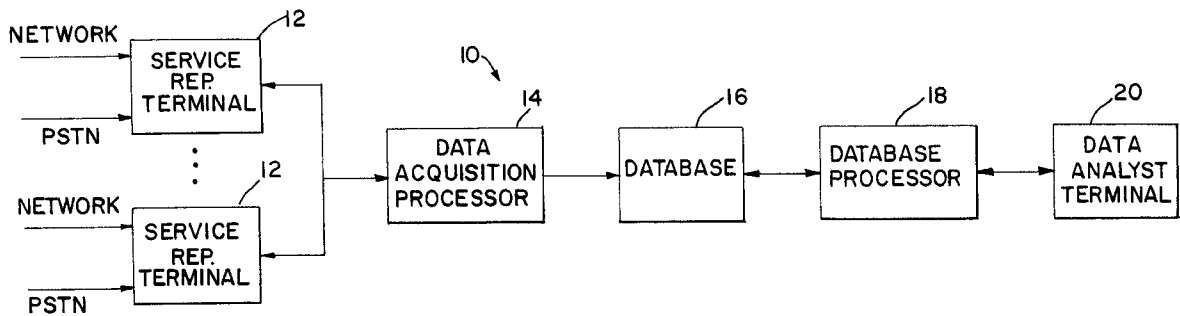 NETWORK
12
SERVICE
REP.
TERMINAL
PSTN
10
14
DATA
ACQUISITION
PROCESSOR
16
DATABASE
18
DATABASE
PROCESSOR
20
DATA
ANALYST
TERMINAL
NETWORK
12
SERVICE
REP.
TERMINAL
PSTN